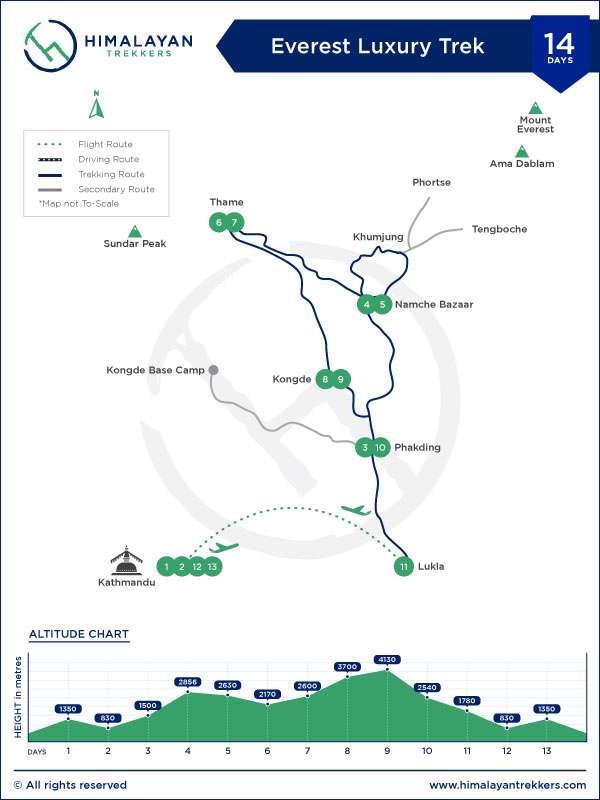 HIMALAYAN
TREKKERS
Everest Luxury Trek
14
DAYS
N
Flight Route
Driving Route
Trekking Route
Secondary Route
*Map not To-Scale
Mount
Everest
Ama Dablam
Phortse
Thame
6 7
Tengboche
Khumjung
Sundar Peak
4 5 Namche Bazaar
Kongde Base Camp
Kongde 8 9
3 10 Phakding
Kathmandu
1 2 12 13
11 Lukla
ALTITUDE CHART
HEIGHT in metres
1350 830 1500 2856 2630 2170 2600 3700 4130 2540 1780 830 1350
DAYS 1 2 3 4 5 6 7 8 9 10 11 12 13
© All rights reserved
www.himalayantrekkers.com